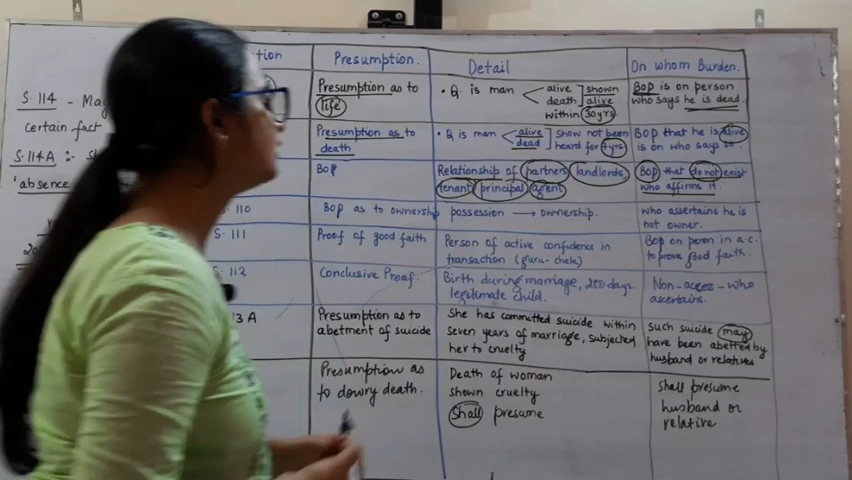 S.114 - May
certain fact
S.114A :- sh
'absence
tion
Presumption.
Detail
On whom Burden.
Presumption as to
life
• Q. is man
alive
death
within 30 yrs
shown
alive
BOP is on person
who says he is dead
Presumption as to
death
• Q is man
alive
dead
show not been
heard for 7yrs
BOP that he is alive
is on who says it
BOP
Relationship of partners landlords
tenant principal agent
BOP that do not exist
who affirms it.
S. 110
BOP as to ownership
possession → ownership.
who assertains he is
not owner.
S. 111
Proof of good faith
Person of active confidence in
transaction (guru-chela)
BOP on peron in a.c.
to prove good faith.
S. 112
Conclusive Proof.
Birth during marriage, 280 days
legitimate child.
Non-access - who
ascertains.
13 A
Presumption as to
abetment of suicide
She has committed suicide within
seven years of marriage, subjected
her to cruelty
such suicide may
have been abetted by
husband or relatives
Presumption as
to dowry death.
Death of woman
shown cruelty
shall presume
shall presume
husband or
relative